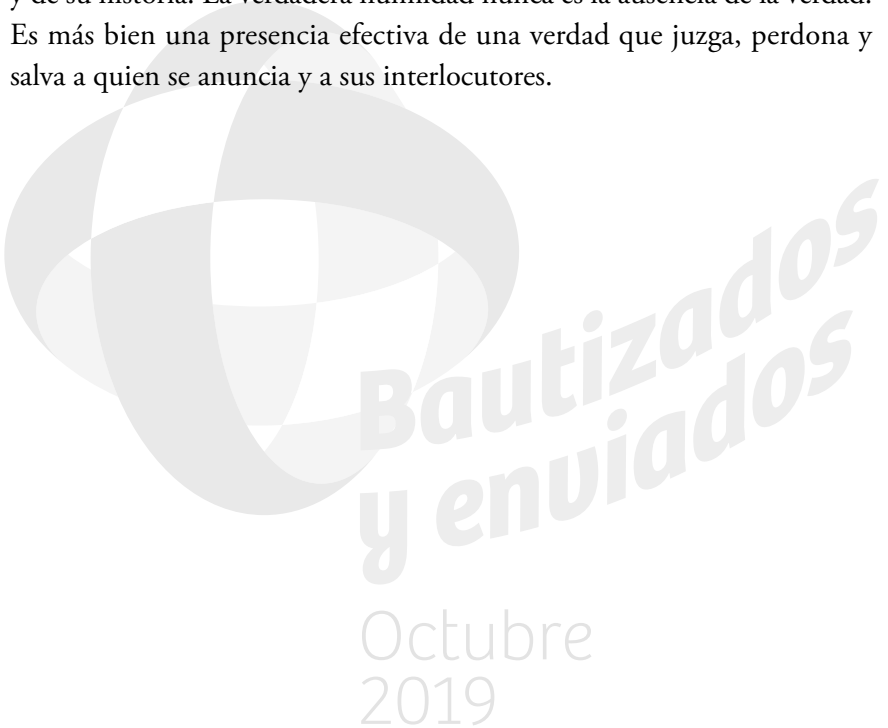 y de su historia. La verdadera humildad nunca es la ausencia de la verdad.
Es más bien una presencia efectiva de una verdad que juzga, perdona y
salva a quien se anuncia y a sus interlocutores.
Bautizados
y enviados
Octubre
2019